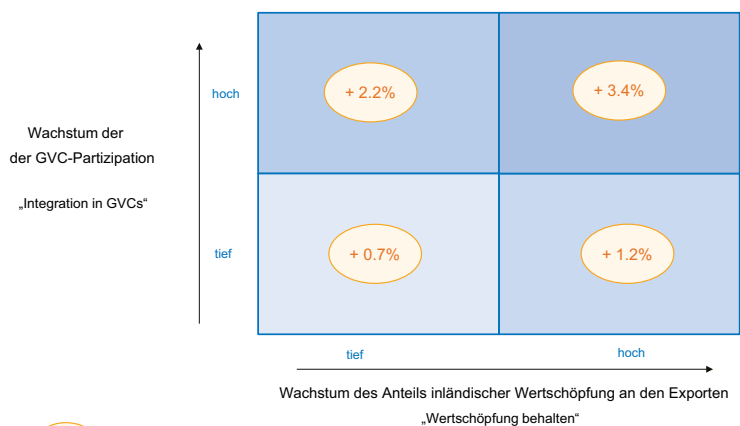 + 2.2%
+ 3.4%
hoch
Wachstum der
der GVC-Partizipation
„Integration in GVCs“
tief
+ 0.7%
+ 1.2%
tief
hoch
Wachstum des Anteils inländischer Wertschöpfung an den Exporten
„Wertschöpfung behalten“